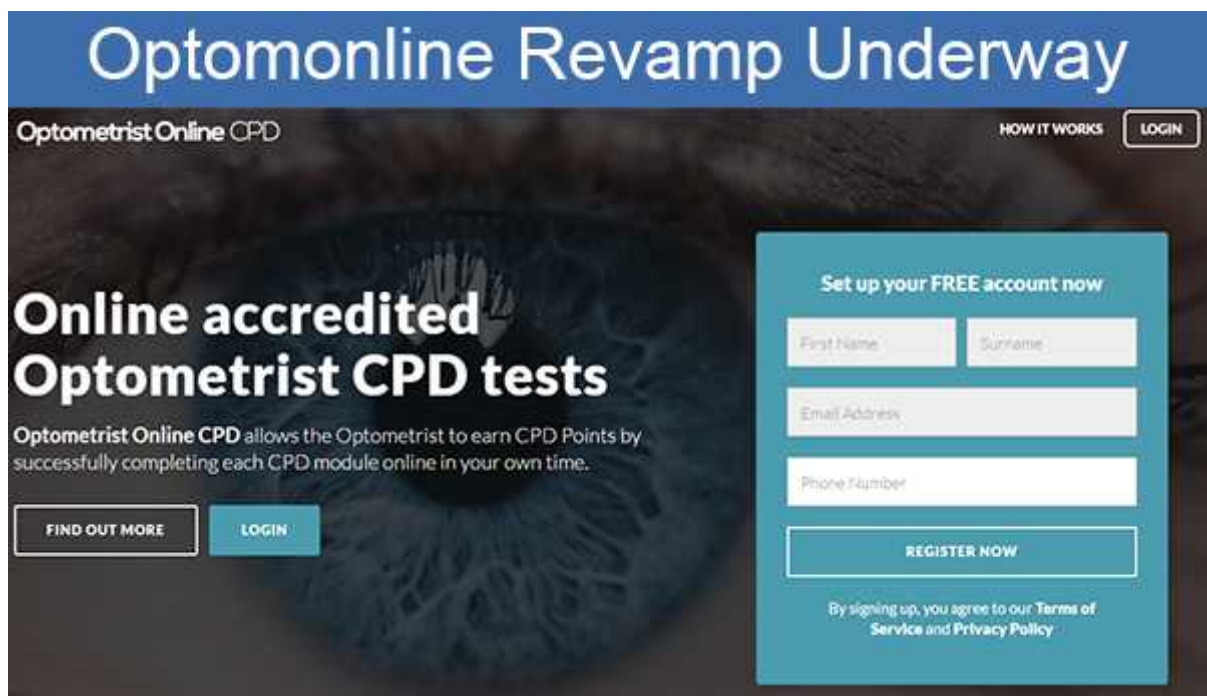 Optomonline Revamp Underway
Optometrist Online CPD
HOW IT WORKS
LOGIN
Online accredited
Optometrist CPD tests
Optometrist Online CPD allows the Optometrist to earn CPD Points by
successfully completing each CPD module online in your own time.
FIND OUT MORE
LOGIN
Set up your FREE account now
First Name
Surname
Email Address
Phone Number
REGISTER NOW
By signing up, you agree to our Terms of
Service and Privacy Policy